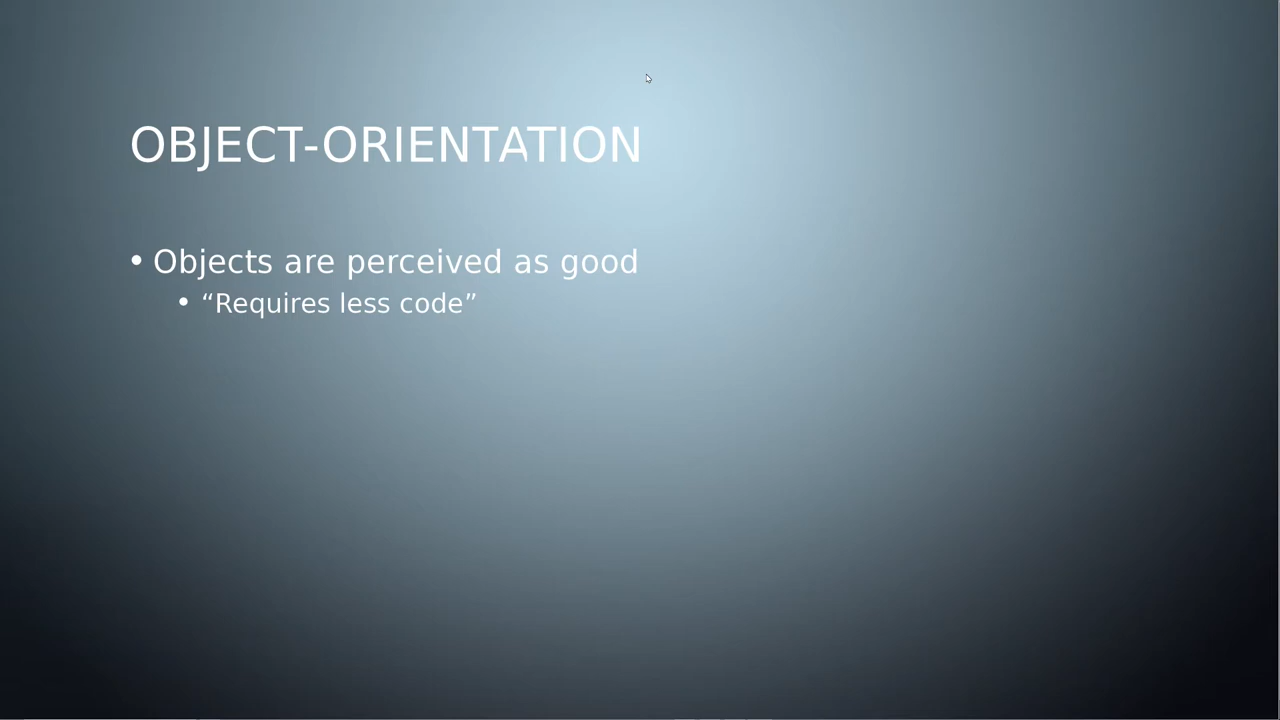 OBJECT-ORIENTATION
• Objects are perceived as good
• “Requires less code”